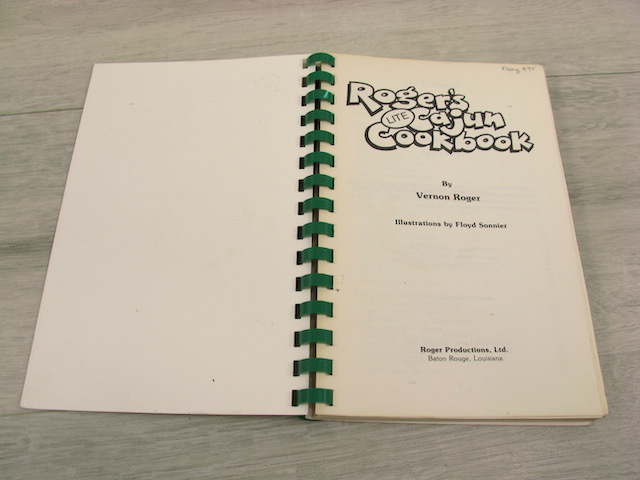 Roger's
LITE Cajun
Cookbook
By
Vernon Roger
Illustrations by Floyd Sonnier
Roger Productions, Ltd.
Baton Rouge, Louisiana